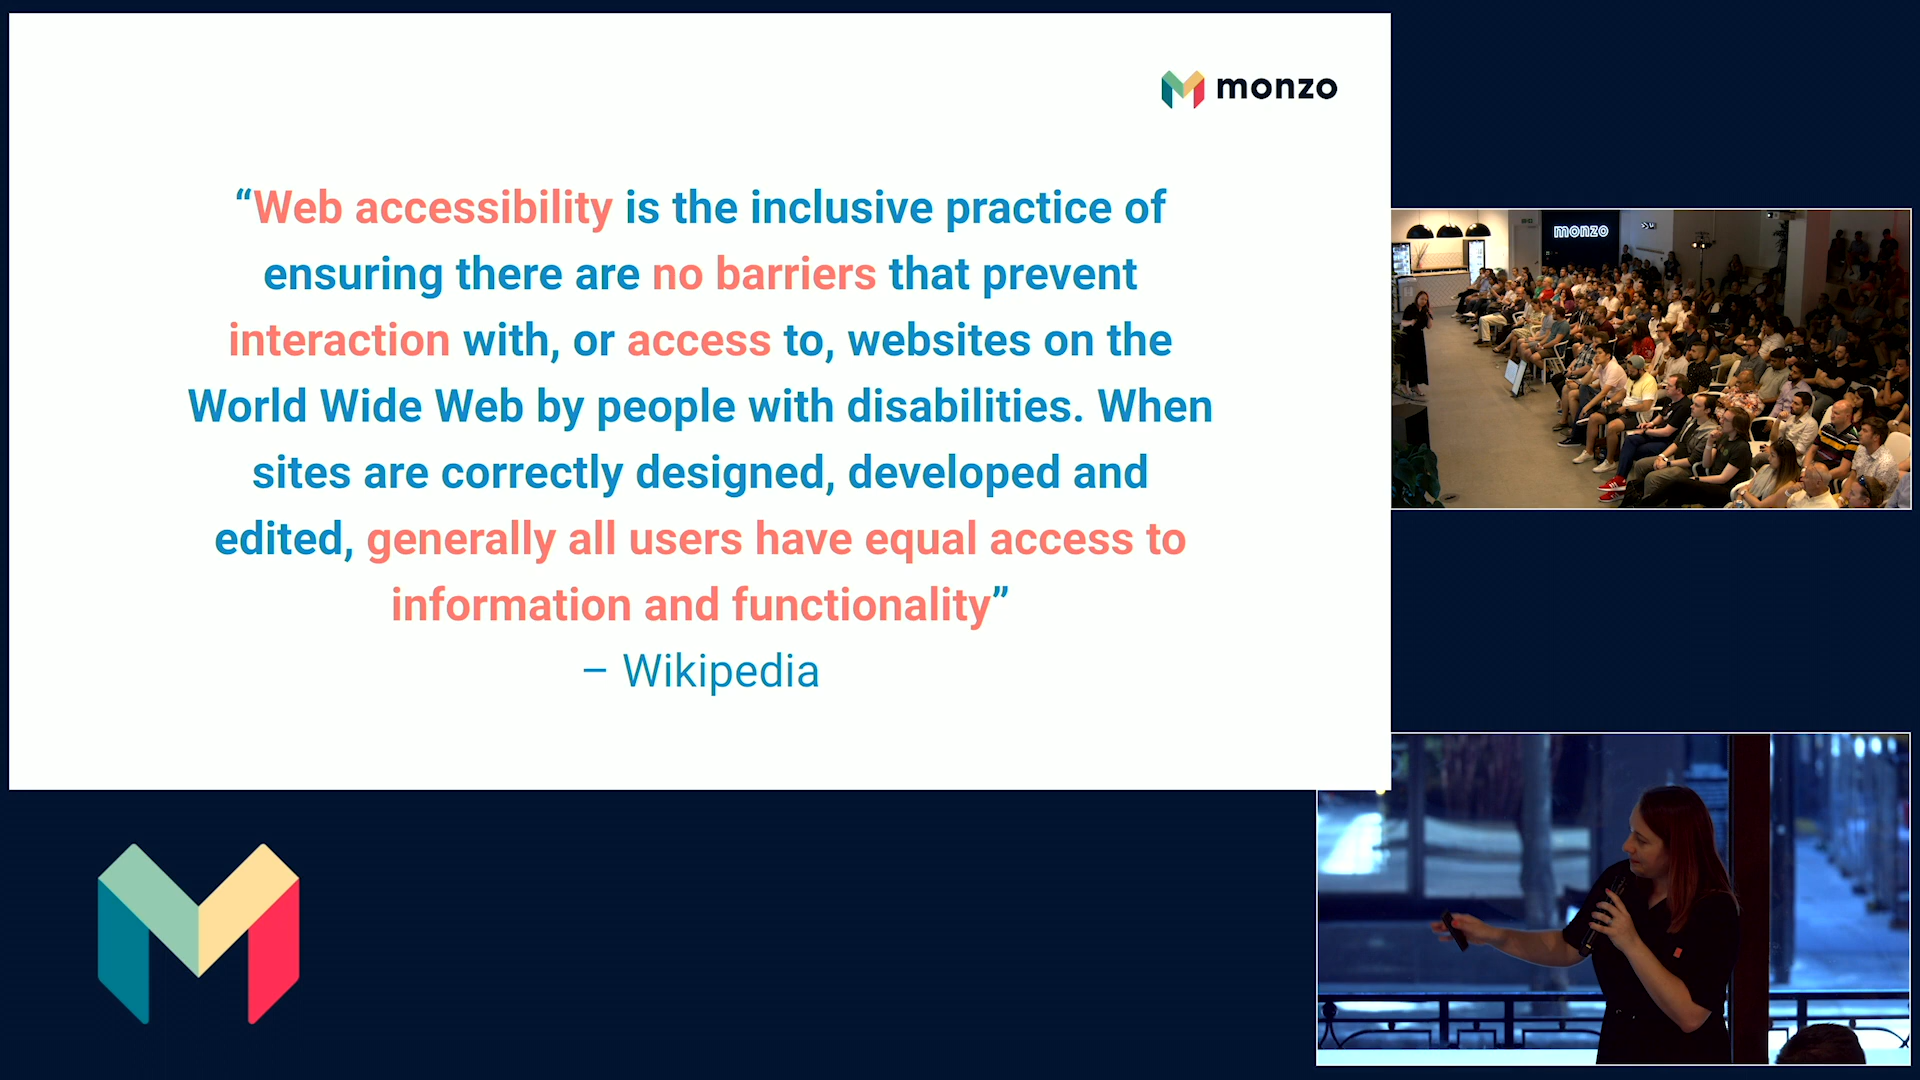 monzo
“Web accessibility is the inclusive practice of
ensuring there are no barriers that prevent
interaction with, or access to, websites on the
World Wide Web by people with disabilities. When
sites are correctly designed, developed and
edited, generally all users have equal access to
information and functionality”
– Wikipedia
monzo